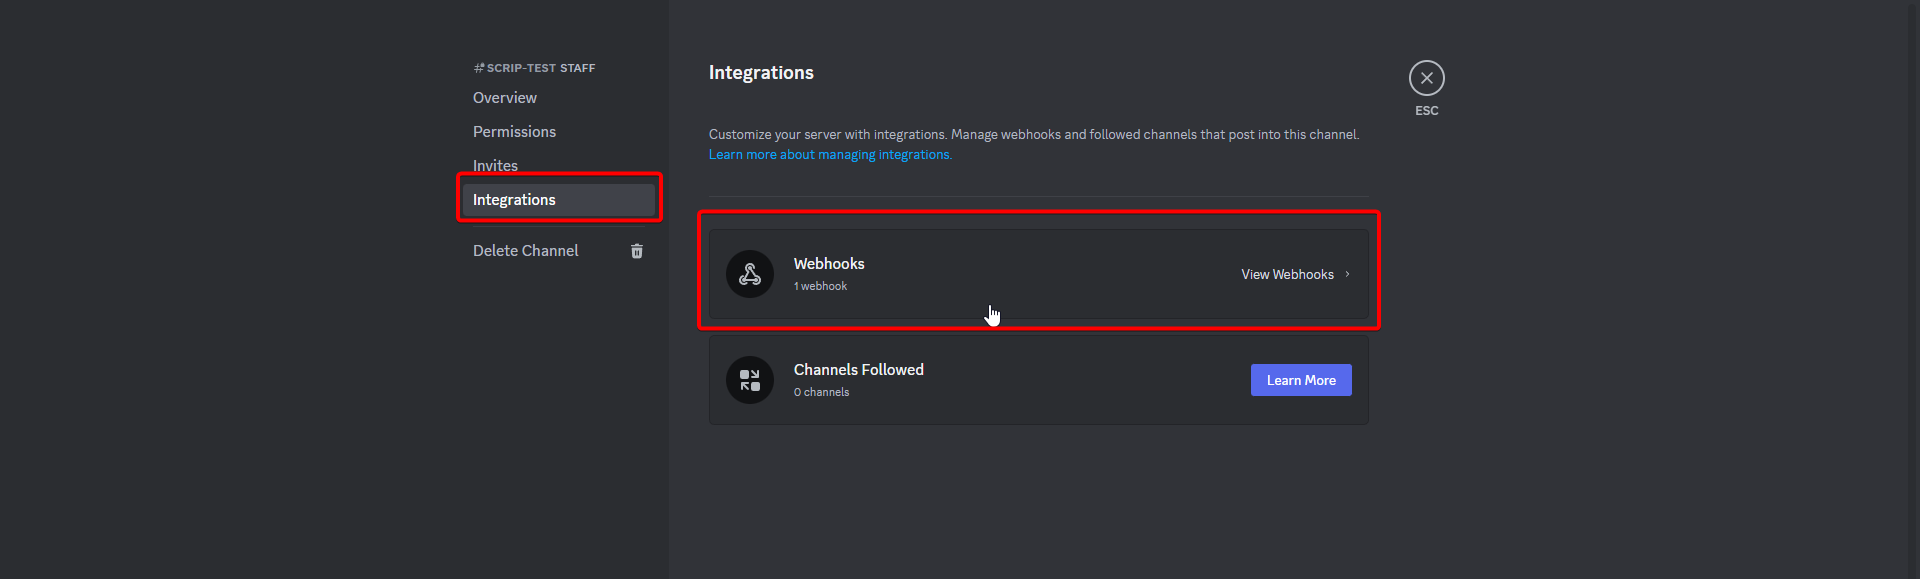 SCRIP-TEST STAFF
Overview
Permissions
Invites
Integrations
Delete Channel
Integrations
ESC
Customize your server with integrations. Manage webhooks and followed channels that post into this channel.
Learn more about managing integrations.
Webhooks
1 webhook
View Webhooks
Channels Followed
0 channels
Learn More